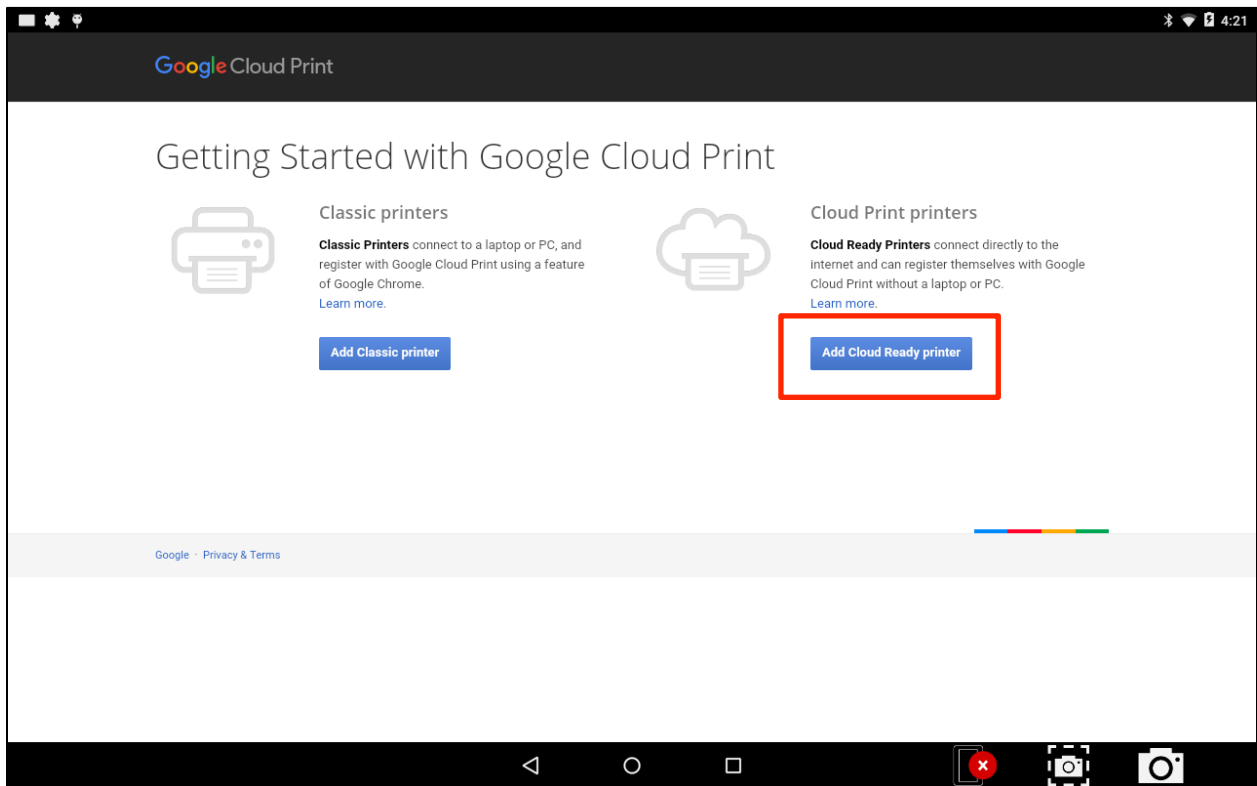 4:21
Google Cloud Print
Getting Started with Google Cloud Print
Classic printers
Classic Printers connect to a laptop or PC, and
register with Google Cloud Print using a feature
of Google Chrome.
Learn more.
Add Classic printer
Cloud Print printers
Cloud Ready Printers connect directly to the
internet and can register themselves with Google
Cloud Print without a laptop or PC.
Learn more.
Add Cloud Ready printer
Google · Privacy & Terms